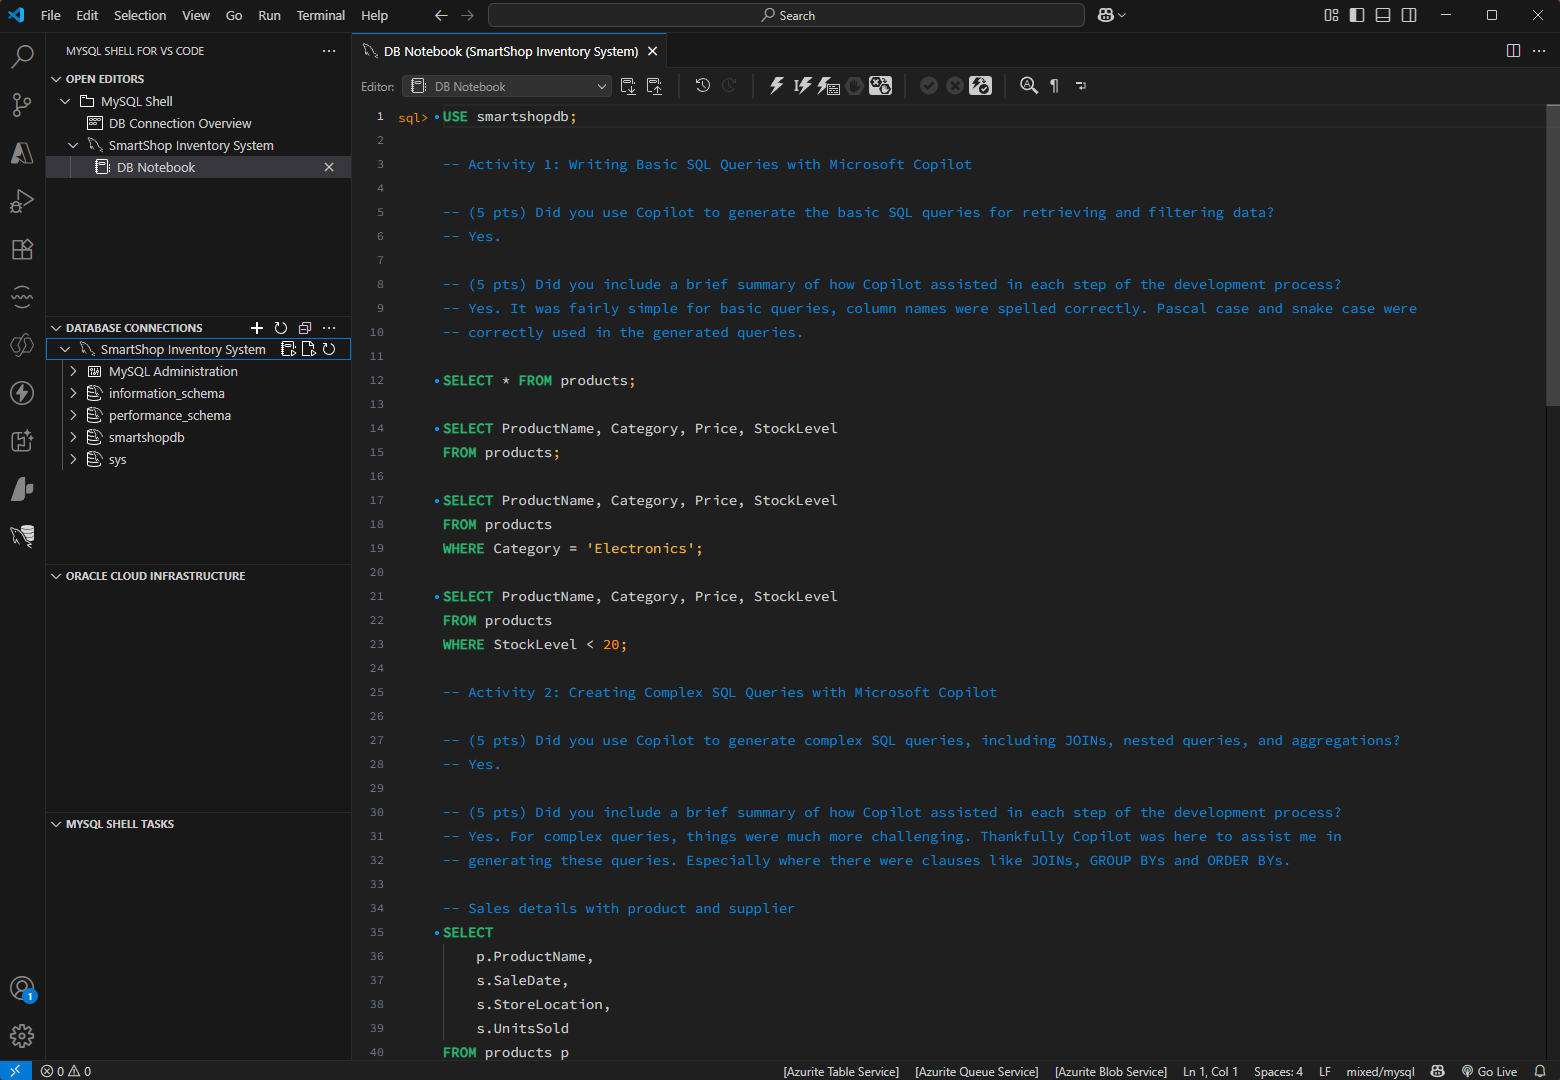 File Edit Selection View Go Run Terminal Help
Search
MYSQL SHELL FOR VS CODE
OPEN EDITORS
MySQL Shell
DB Connection Overview
SmartShop Inventory System
DB Notebook
DATABASE CONNECTIONS
SmartShop Inventory System
MySQL Administration
information_schema
performance_schema
smartshopdb
sys
ORACLE CLOUD INFRASTRUCTURE
MYSQL SHELL TASKS
1
DB Notebook (SmartShop Inventory System)
Editor: DB Notebook
1 sql> USE smartshopdb;
2
3 -- Activity 1: Writing Basic SQL Queries with Microsoft Copilot
4
5 -- (5 pts) Did you use Copilot to generate the basic SQL queries for retrieving and filtering data?
6 -- Yes.
7
8 -- (5 pts) Did you include a brief summary of how Copilot assisted in each step of the development process?
9 -- Yes. It was fairly simple for basic queries, column names were spelled correctly. Pascal case and snake case were
10 -- correctly used in the generated queries.
11
12 SELECT * FROM products;
13
14 SELECT ProductName, Category, Price, StockLevel
15 FROM products;
16
17 SELECT ProductName, Category, Price, StockLevel
18 FROM products
19 WHERE Category = 'Electronics';
20
21 SELECT ProductName, Category, Price, StockLevel
22 FROM products
23 WHERE StockLevel < 20;
24
25 -- Activity 2: Creating Complex SQL Queries with Microsoft Copilot
26
27 -- (5 pts) Did you use Copilot to generate complex SQL queries, including JOINs, nested queries, and aggregations?
28 -- Yes.
29
30 -- (5 pts) Did you include a brief summary of how Copilot assisted in each step of the development process?
31 -- Yes. For complex queries, things were much more challenging. Thankfully Copilot was here to assist me in
32 -- generating these queries. Especially where there were clauses like JOINs, GROUP BYs and ORDER BYs.
33
34 -- Sales details with product and supplier
35 SELECT
36 p.ProductName,
37 s.SaleDate,
38 s.StoreLocation,
39 s.UnitsSold
40 FROM products p
0 0 [Azurite Table Service] [Azurite Queue Service] [Azurite Blob Service] Ln 1, Col 1 Spaces: 4 LF mixed/mysql Go Live